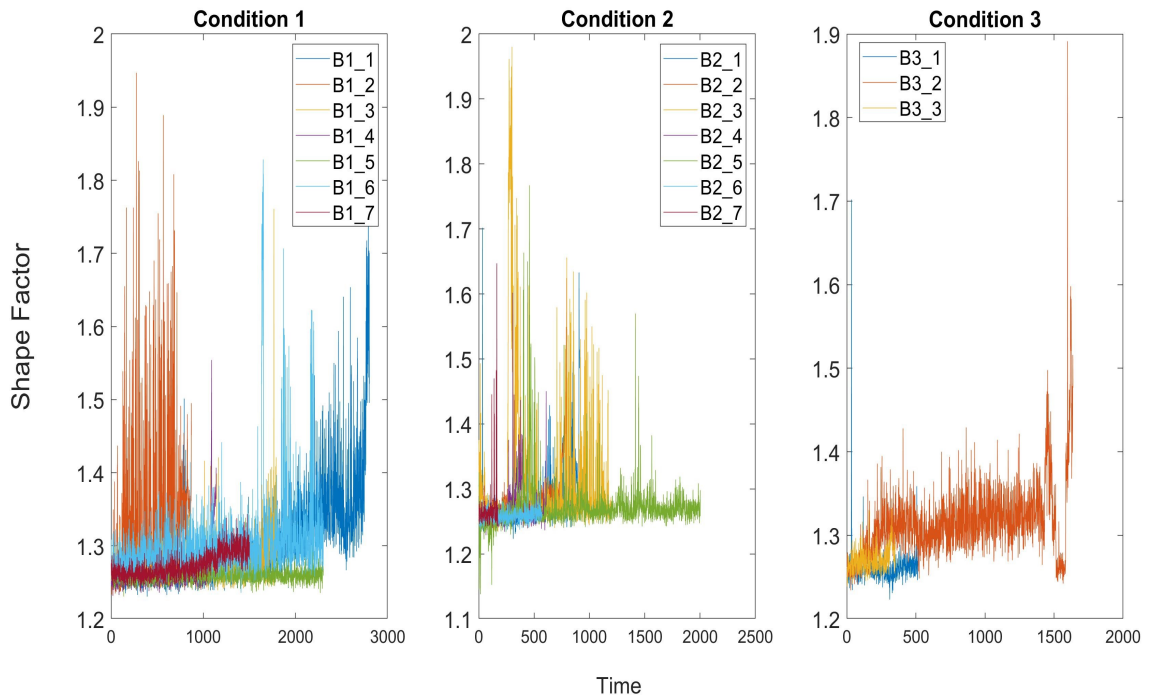 Condition 1
Condition 2
Condition 3
Shape Factor
2
1.9
1.8
1.7
1.6
1.5
1.4
1.3
1.2
0
1000
2000
3000
B1_1
B1_2
B1_3
B1_4
B1_5
B1_6
B1_7
2
1.9
1.8
1.7
1.6
1.5
1.4
1.3
1.2
1.1
0
500
1000
1500
2000
2500
B2_1
B2_2
B2_3
B2_4
B2_5
B2_6
B2_7
1.9
1.8
1.7
1.6
1.5
1.4
1.3
1.2
0
500
1000
1500
2000
B3_1
B3_2
B3_3
Time